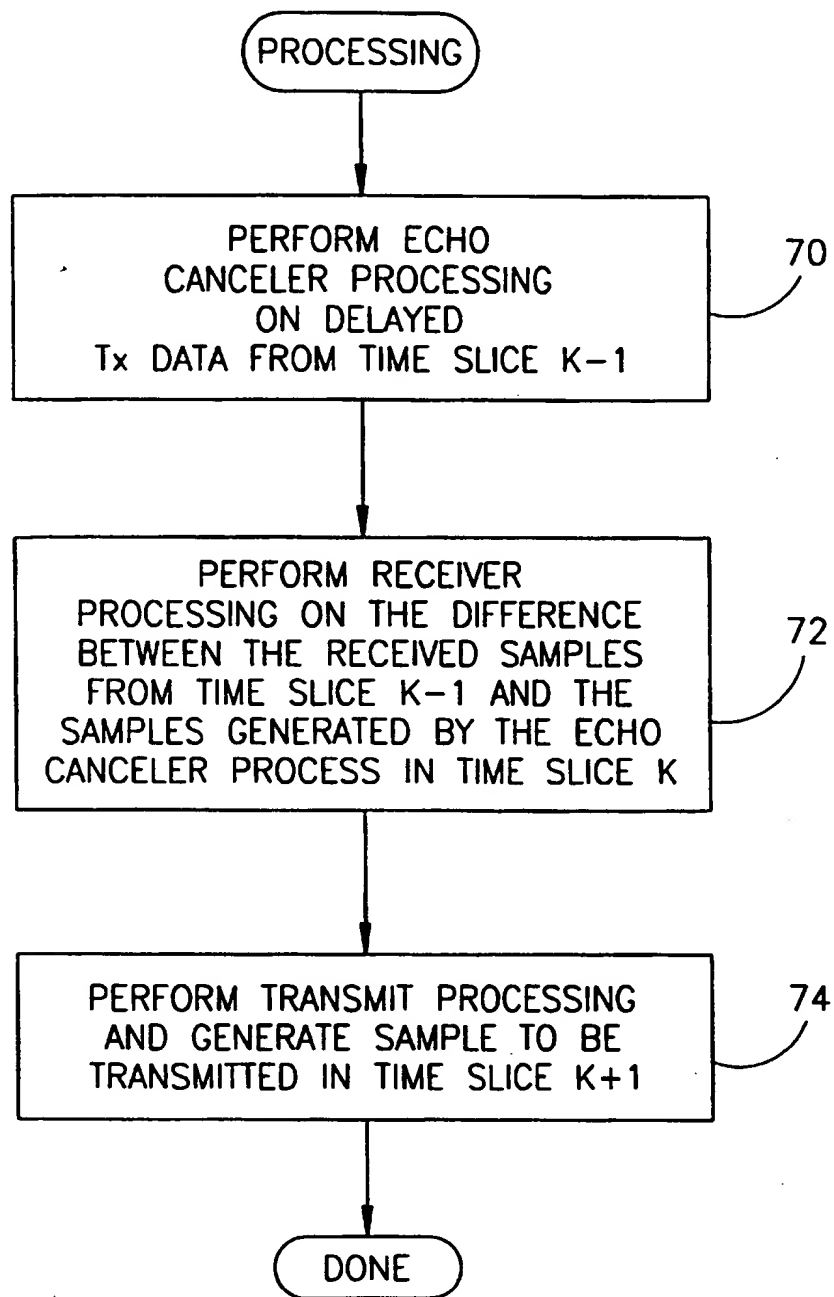 PROCESSING
PERFORM ECHO
CANCELER PROCESSING
ON DELAYED
Tx DATA FROM TIME SLICE K-1
70
PERFORM RECEIVER
PROCESSING ON THE DIFFERENCE
BETWEEN THE RECEIVED SAMPLES
FROM TIME SLICE K-1 AND THE
SAMPLES GENERATED BY THE ECHO
CANCELER PROCESS IN TIME SLICE K
72
PERFORM TRANSMIT PROCESSING
AND GENERATE SAMPLE TO BE
TRANSMITTED IN TIME SLICE K+1
74
DONE